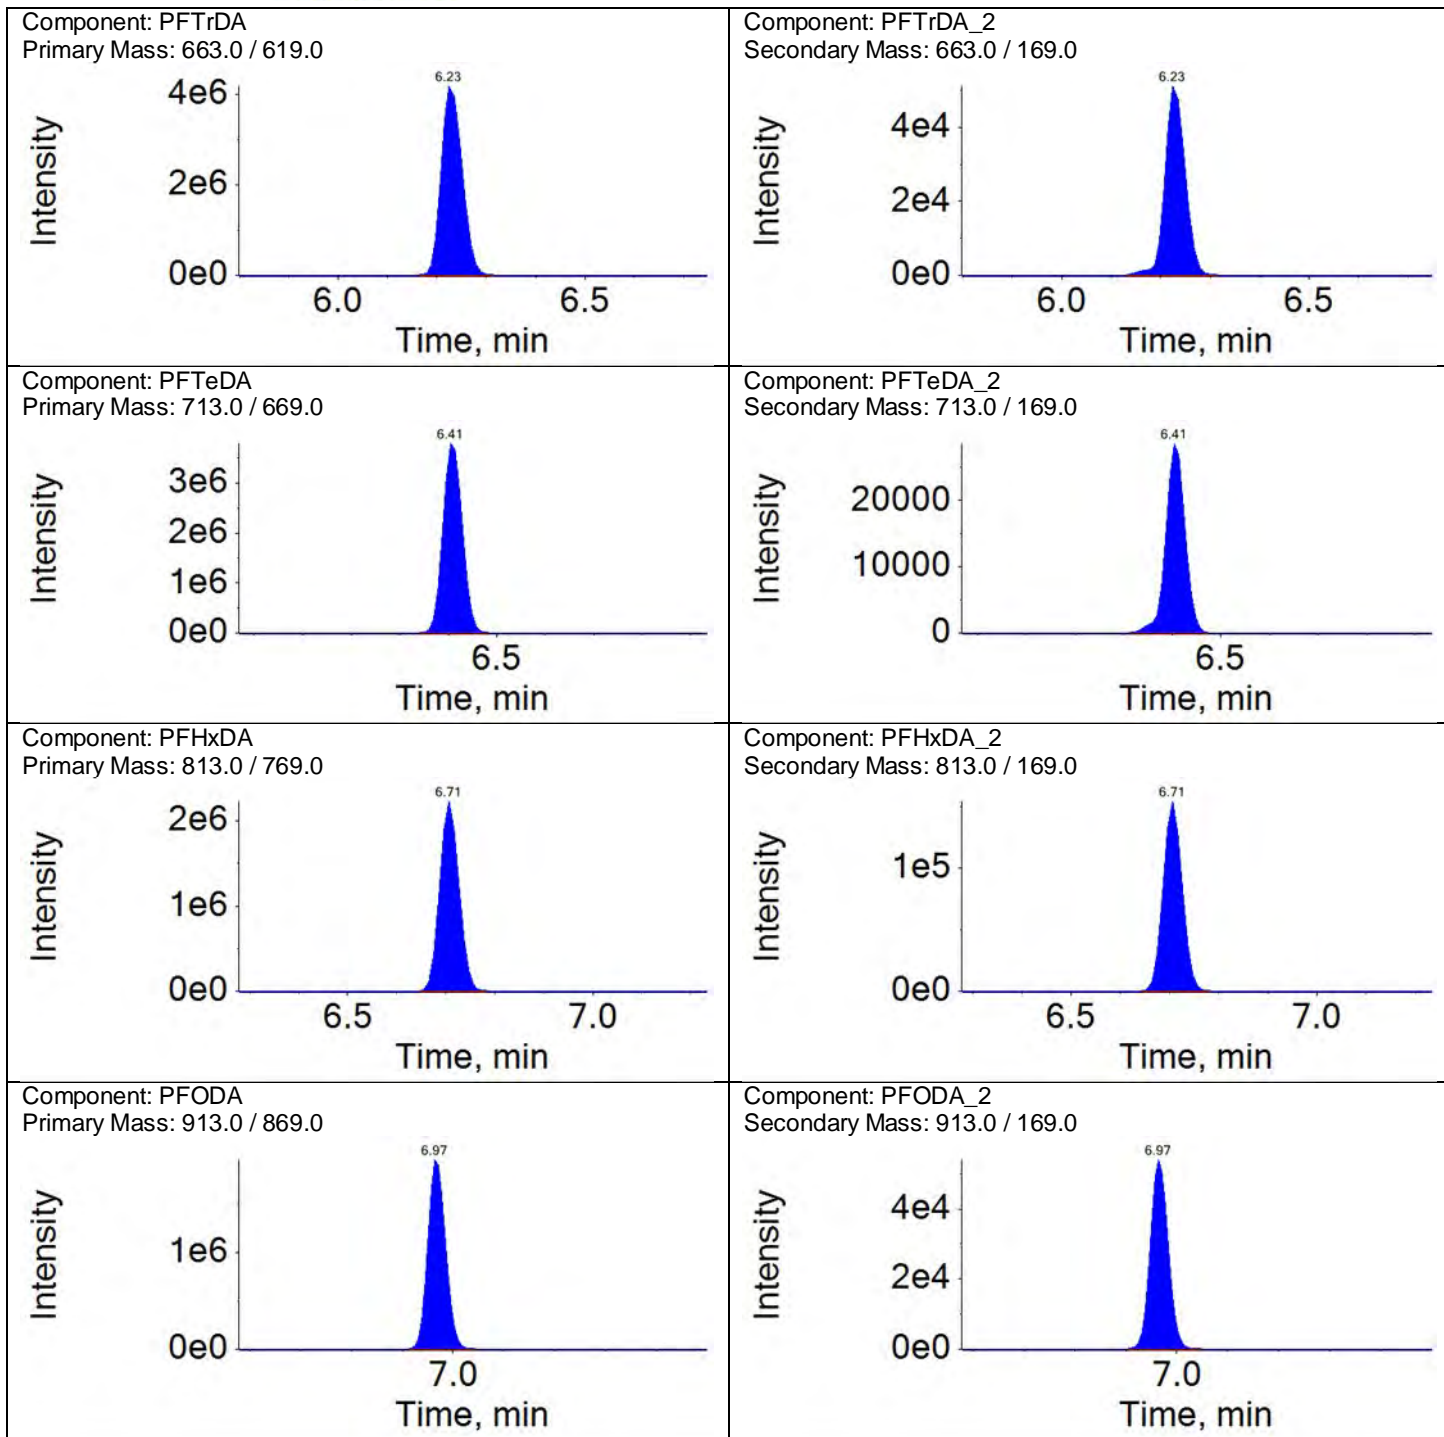 Component: PFTrDA
Primary Mass: 663.0 / 619.0
6.23
4e6
2e6
0e0
Intensity
6.0 6.5
Time, min
Component: PFTrDA_2
Secondary Mass: 663.0 / 169.0
6.23
4e4
2e4
0e0
Intensity
6.0 6.5
Time, min
Component: PFTeDA
Primary Mass: 713.0 / 669.0
6.41
3e6
2e6
1e6
0e0
Intensity
6.5
Time, min
Component: PFTeDA_2
Secondary Mass: 713.0 / 169.0
6.41
20000
10000
0
Intensity
6.5
Time, min
Component: PFHxDA
Primary Mass: 813.0 / 769.0
6.71
2e6
1e6
0e0
Intensity
6.5 7.0
Time, min
Component: PFHxDA_2
Secondary Mass: 813.0 / 169.0
6.71
1e5
0e0
Intensity
6.5 7.0
Time, min
Component: PFODA
Primary Mass: 913.0 / 869.0
6.97
1e6
0e0
Intensity
7.0
Time, min
Component: PFODA_2
Secondary Mass: 913.0 / 169.0
6.97
4e4
2e4
0e0
Intensity
7.0
Time, min